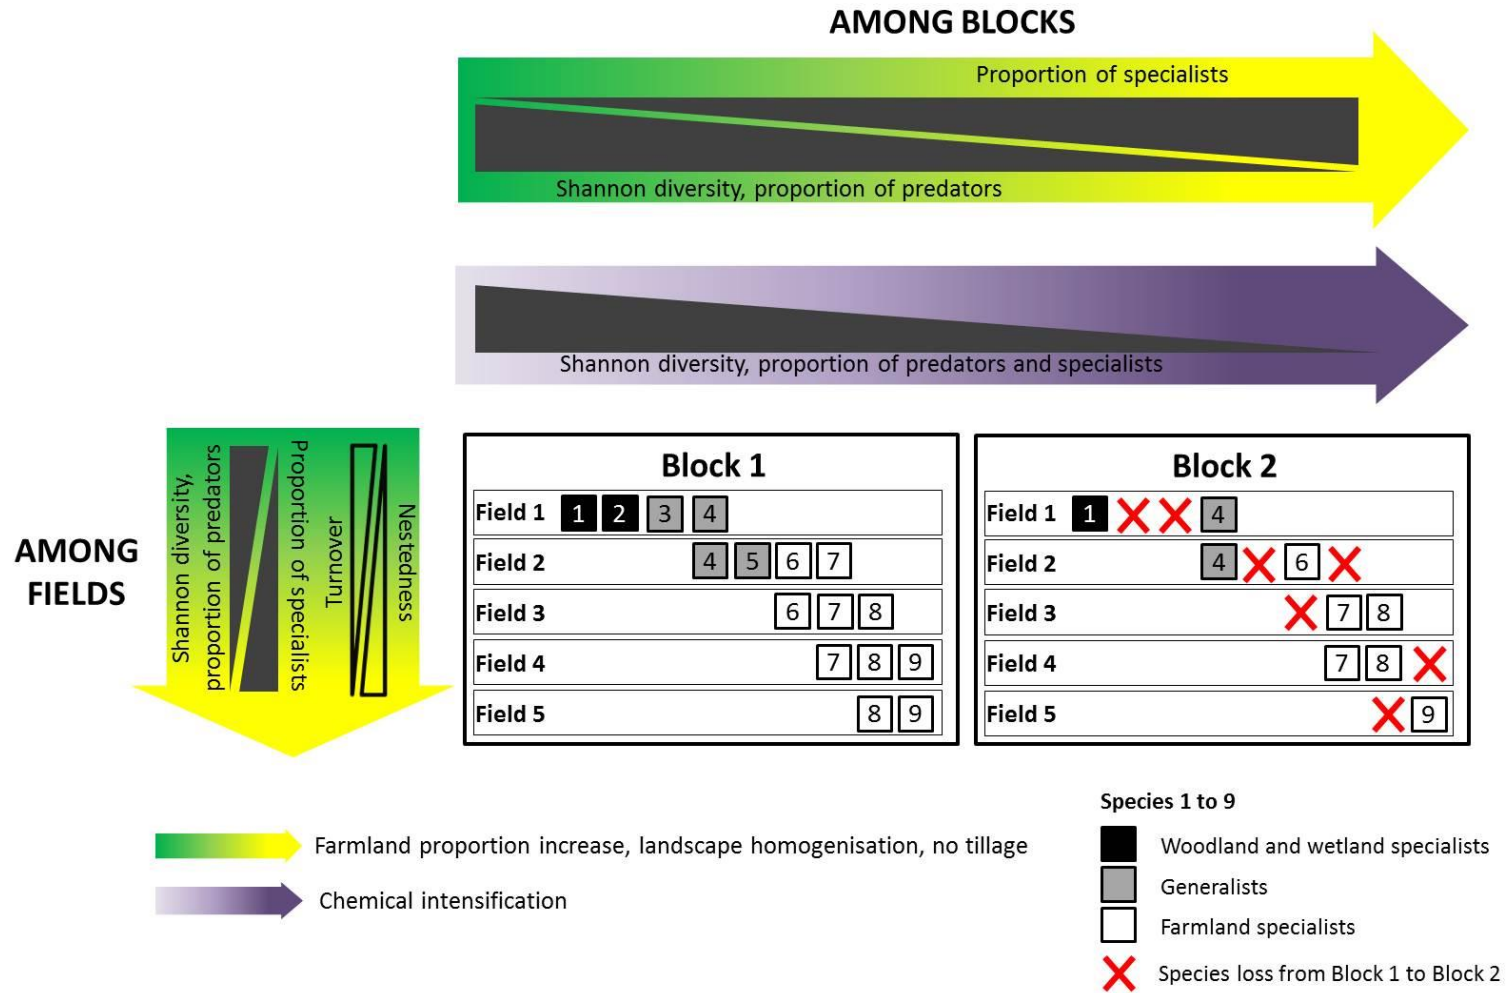 AMONG BLOCKS
Proportion of specialists
Shannon diversity, proportion of predators
Shannon diversity, proportion of predators and specialists
AMONG
FIELDS
Shannon diversity,
proportion of predators
Proportion of specialists
Turnover
Nestedness
Block 1
Field 1 1 2 3 4
Field 2 4 5 6 7
Field 3 6 7 8
Field 4 7 8 9
Field 5 8 9
Block 2
Field 1 1 4
Field 2 4 6
Field 3 7 8
Field 4 7 8
Field 5 9
Farmland proportion increase, landscape homogenisation, no tillage
Chemical intensification
Species 1 to 9
Woodland and wetland specialists
Generalists
Farmland specialists
Species loss from Block 1 to Block 2